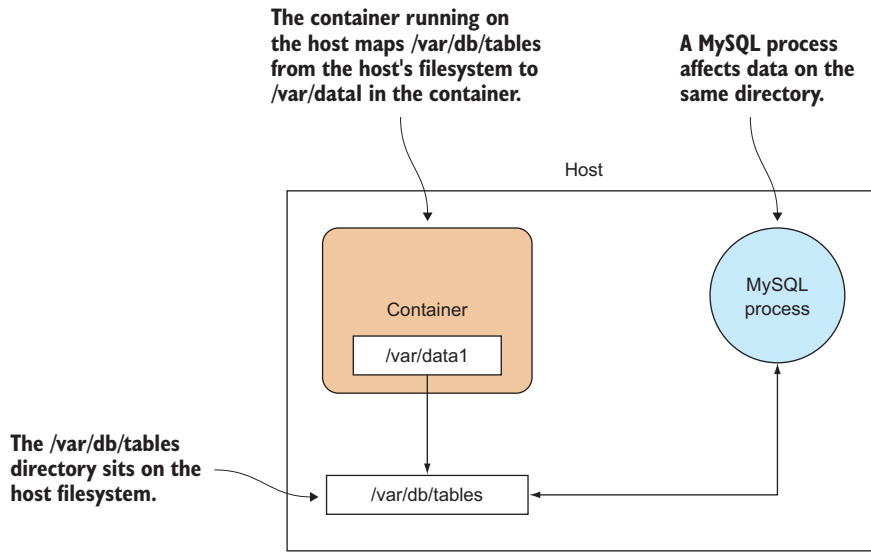 The container running on
the host maps /var/db/tables
from the host's filesystem to
/var/data1 in the container.
A MySQL process
affects data on the
same directory.
Host
Container
/var/data1
MySQL
process
The /var/db/tables
directory sits on the
host filesystem.
/var/db/tables